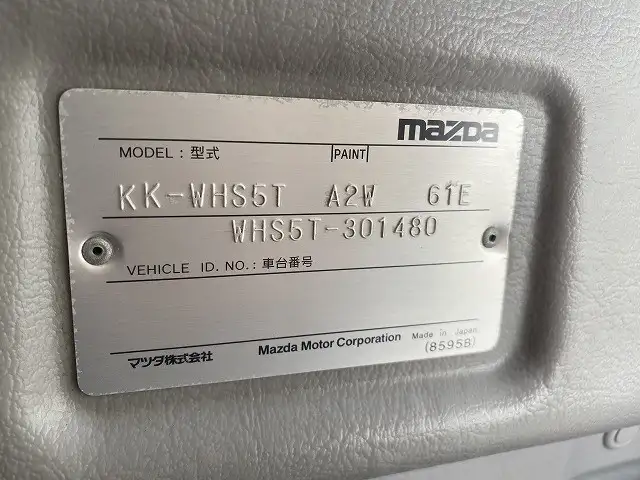 mazda
MODEL : 型式 PAINT
KK-WHS5T A2W 61E
WHS5T-301480
VEHICLE ID. NO. : 車台番号
マツダ株式会社 Mazda Motor Corporation Made in Japan
(8595B)